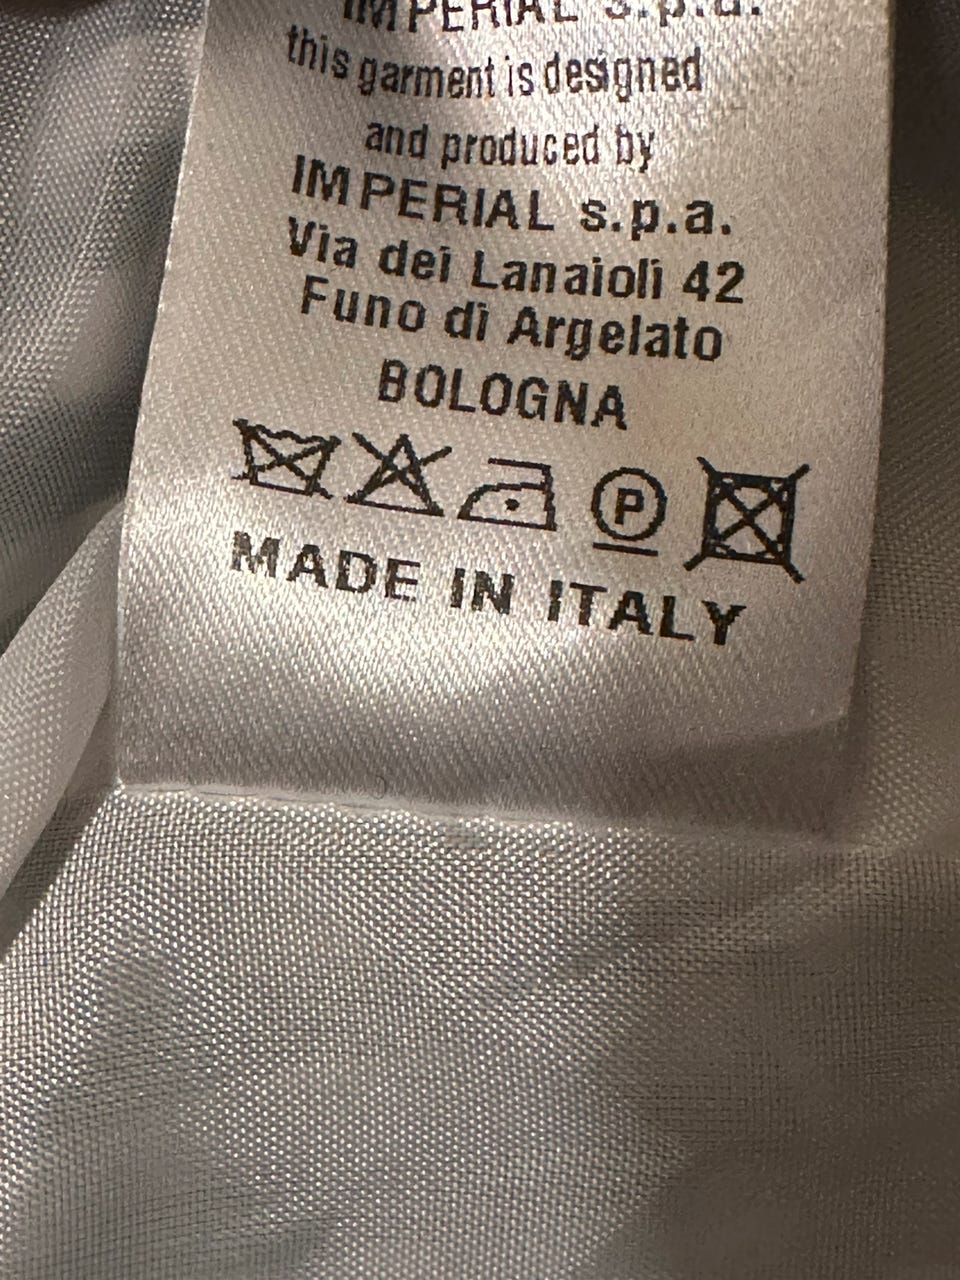 IMPERIAL s.p.a.
this garment is designed
and produced by
IMPERIAL s.p.a.
Via dei Lanaioli 42
Funo di Argelato
BOLOGNA
P
MADE IN ITALY